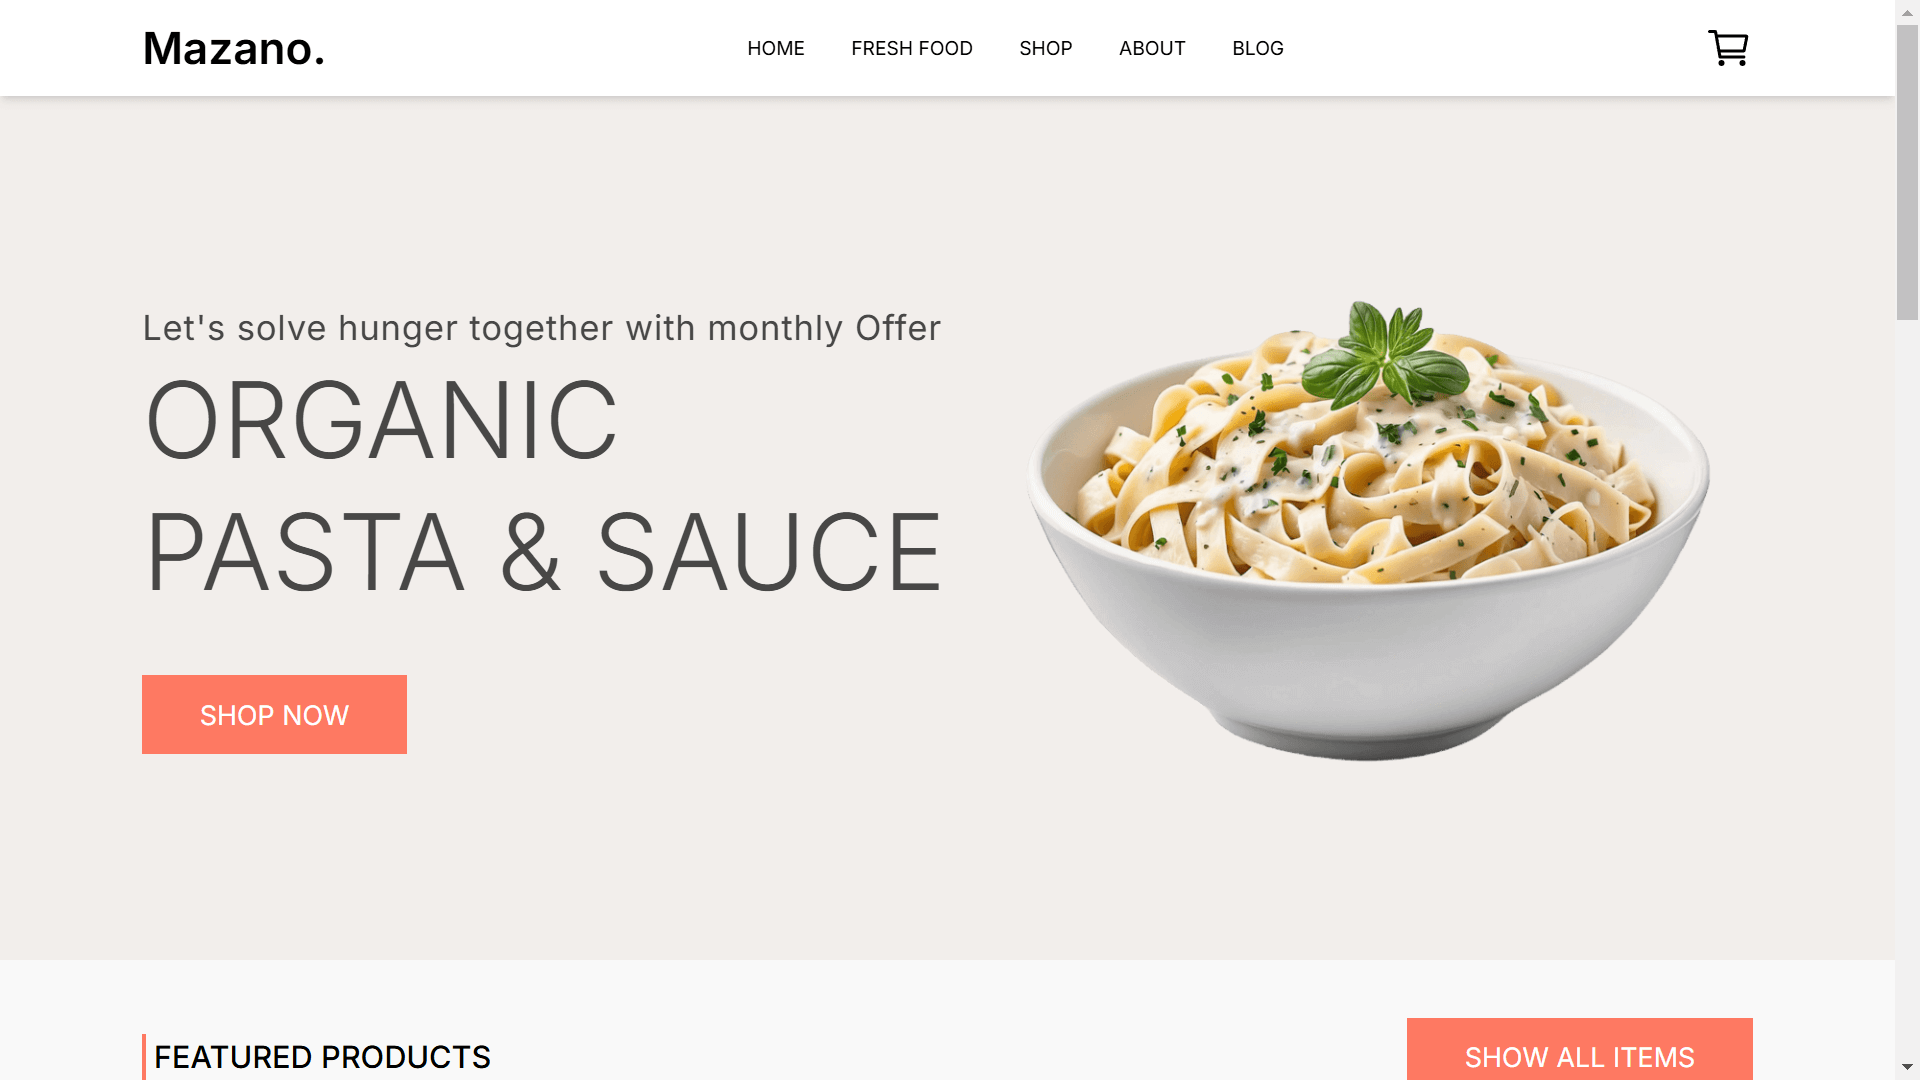 Mazano.
HOME FRESH FOOD SHOP ABOUT BLOG
Let's solve hunger together with monthly Offer
ORGANIC
PASTA & SAUCE
SHOP NOW
FEATURED PRODUCTS
SHOW ALL ITEMS